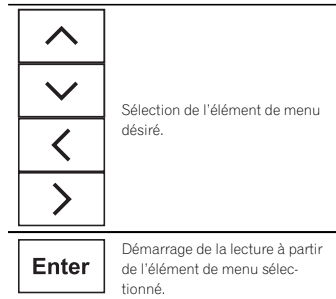 Sélection de l'élément de menu
désiré.
Enter
Démarrage de la lecture à partir
de l'élément de menu sélec-
tionné.